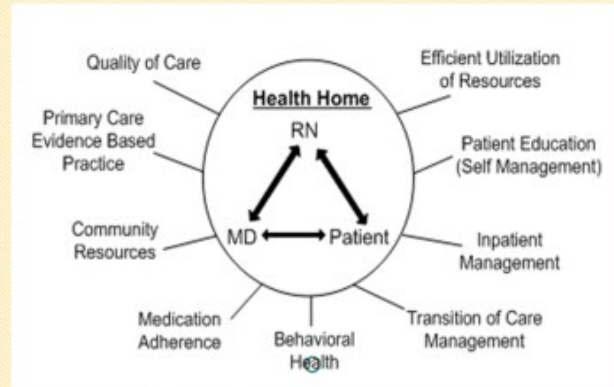 Quality of Care
Primary Care
Evidence Based
Practice
Community
Resources
Medication
Adherence
Behavioral
Health
Health Home
RN
MD
Patient
Efficient Utilization
of Resources
Patient Education
(Self Management)
Inpatient
Management
Transition of Care
Management